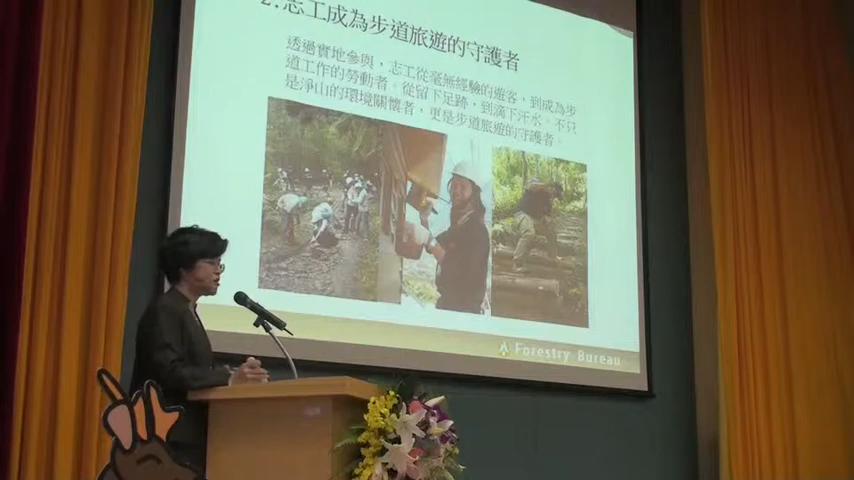 2.志工成為步道旅遊的守護者
透過實地參與，志工從毫無經驗的遊客，到成為步
道工作的勞動者。從留下足跡，到滴下汗水。不只
是淨山的環境關懷者，更是步道旅遊的守護者。
Forestry Bureau